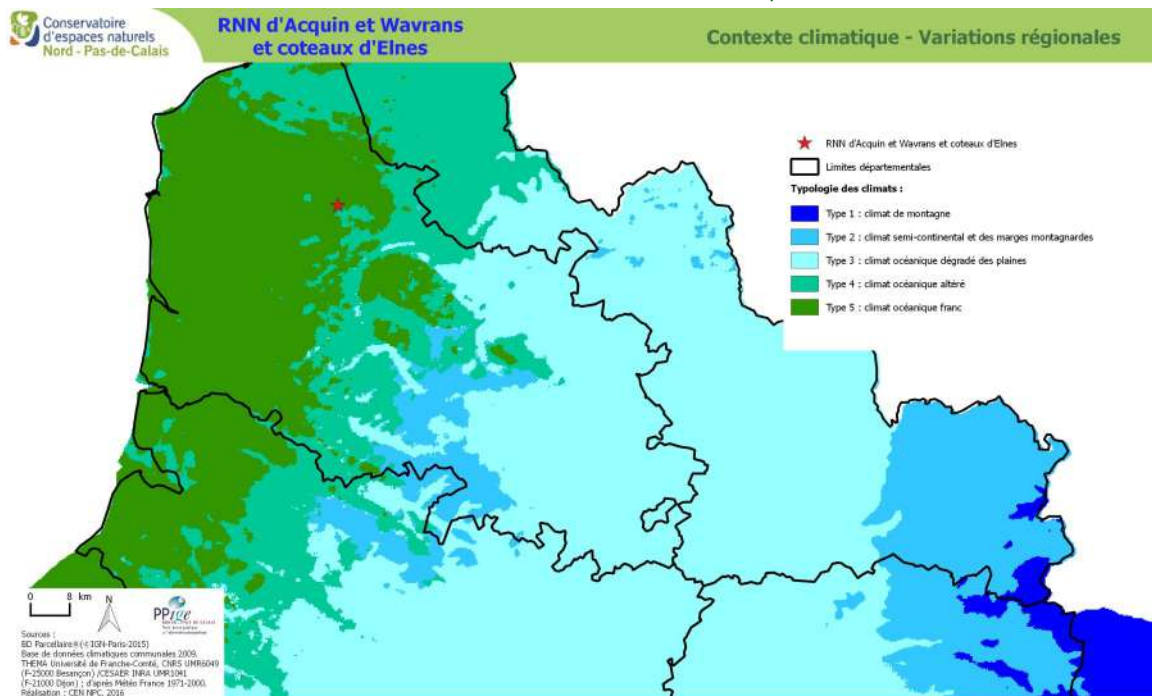 Conservatoire
d'espaces naturels
Nord - Pas-de-Calais
RNN d'Acquin et Wavrans
et coteaux d'Elnes
Contexte climatique - Variations régionales
RNN d'Acquin et Wavrans et coteaux d'Elnes
Limites départementales
Typologie des climats :
Type 1 : climat de montagne
Type 2 : climat semi-continental et des marges montagnardes
Type 3 : climat océanique dégradé des plaines
Type 4 : climat océanique altéré
Type 5 : climat océanique franc
0 8 km
N
PPige
Sources :
BD Parcellaire®(©IGN-Paris-2015)
Base de données climatiques communales 2009.
THEMA Université de Franche-Comté, CNRS UMR6049
(F-25000 Besançon) /CESAER INRA UMR1041
(F-21000 Dijon) ; d'après Météo France 1971-2000.
Réalisation : CEN NPC, 2016